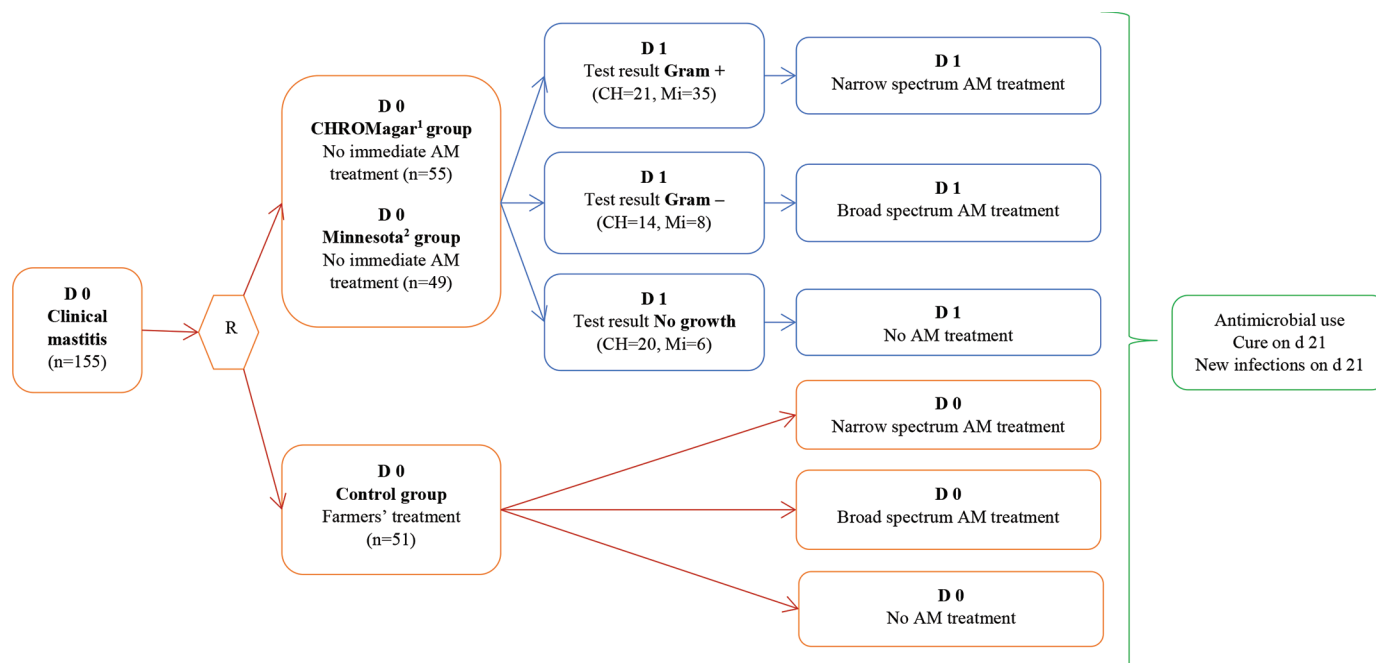 D 0
Clinical
mastitis
(n=155)
R
D 0
CHROMagar¹ group
No immediate AM
treatment (n=55)
D 0
Minnesota² group
No immediate AM
treatment (n=49)
D 0
Control group
Farmers’ treatment
(n=51)
D 1
Test result Gram +
(CH=21, Mi=35)
D 1
Narrow spectrum AM treatment
D 1
Test result Gram –
(CH=14, Mi=8)
D 1
Broad spectrum AM treatment
D 1
Test result No growth
(CH=20, Mi=6)
D 1
No AM treatment
D 0
Narrow spectrum AM treatment
D 0
Broad spectrum AM treatment
D 0
No AM treatment
Antimicrobial use
Cure on d 21
New infections on d 21